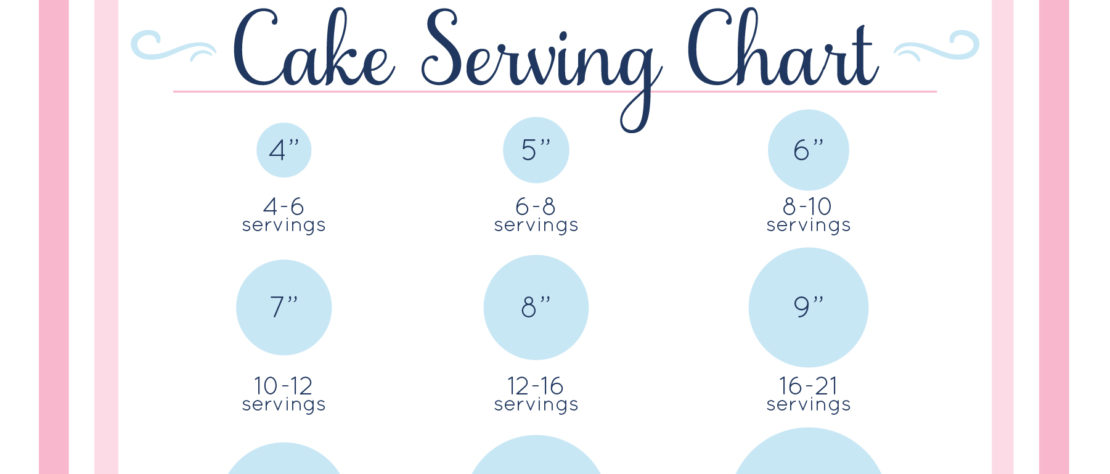 Cake Serving Chart
4” 5” 6”
4-6 6-8 8-10
servings servings servings
7” 8” 9”
10-12 12-16 16-21
servings servings servings